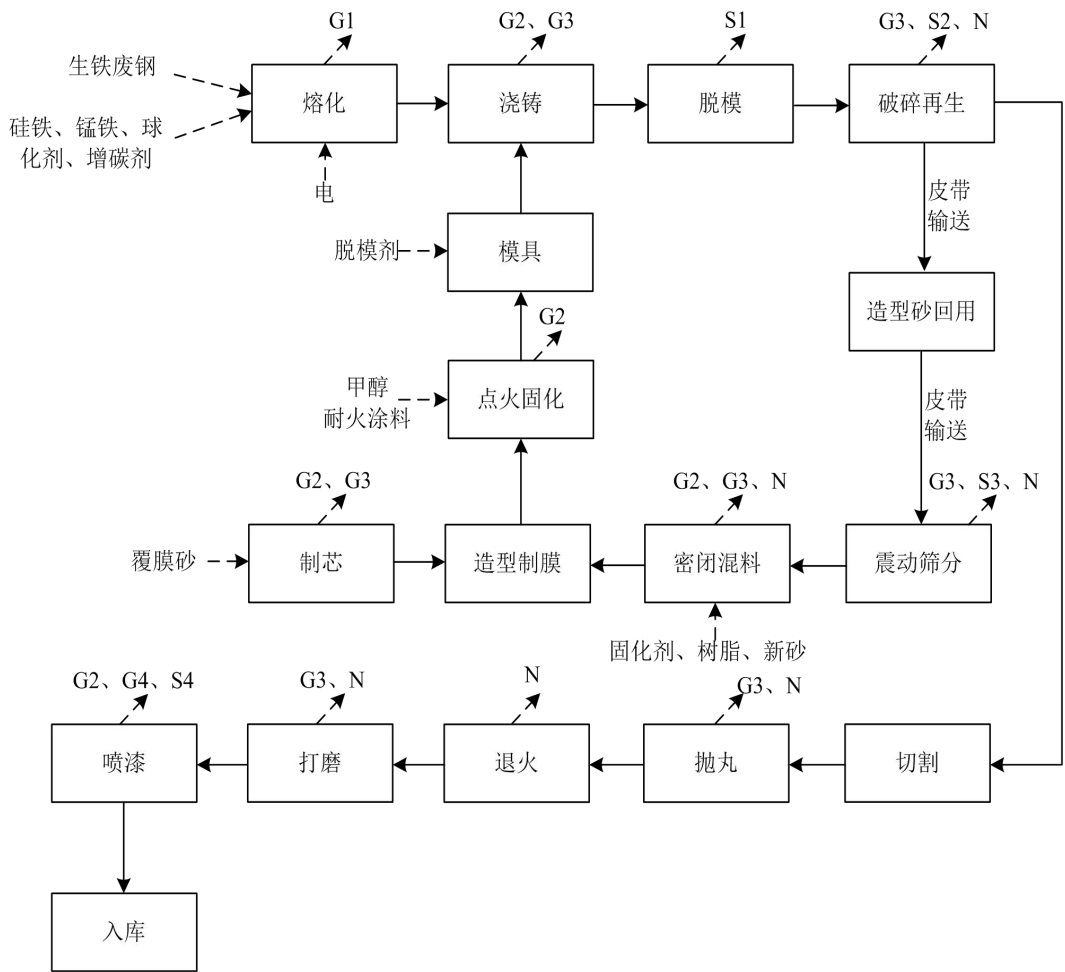 G1
G2、G3
S1
G3、S2、N
生铁废钢
熔化
浇铸
脱模
破碎再生
硅铁、锰铁、球
化剂、增碳剂
电
皮带
输送
脱模剂
模具
造型砂回用
G2
甲醇
耐火涂料
点火固化
皮带
输送
G2、G3
G2、G3、N
G3、S3、N
覆膜砂
制芯
造型制膜
密闭混料
震动筛分
固化剂、树脂、新砂
G2、G4、S4
G3、N
N
G3、N
喷漆
打磨
退火
抛丸
切割
入库